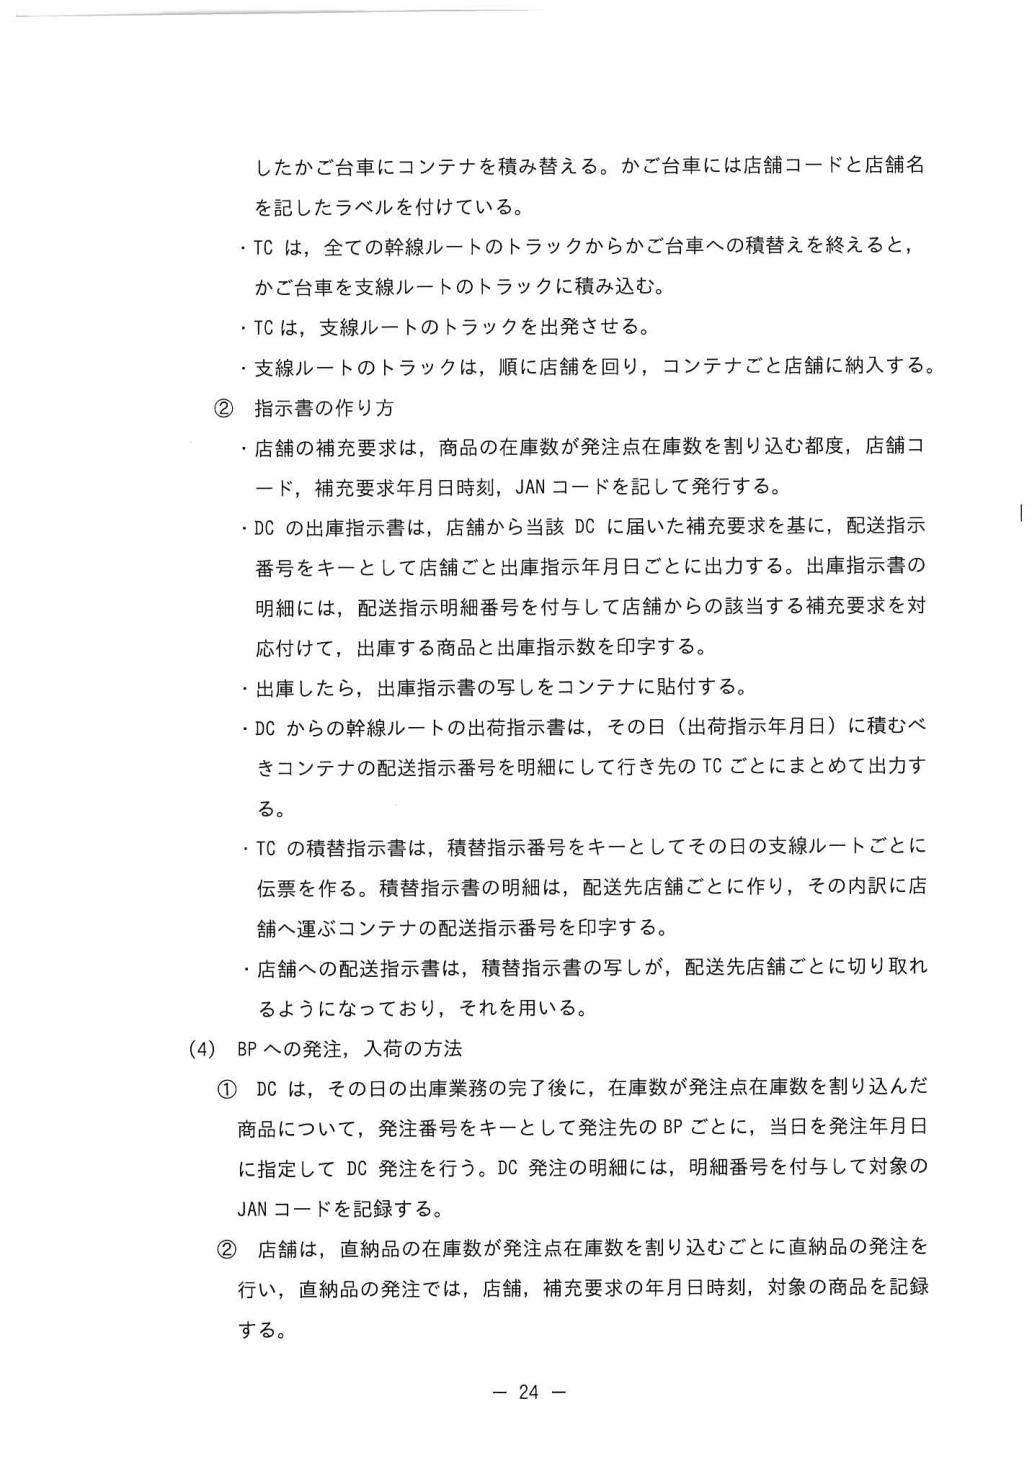 したかご台車にコンテナを積み替える。かご台車には店舗コードと店舗名
を記したラベルを付けている。
・TC は，全ての幹線ルートのトラックからかご台車への積替えを終えると，
かご台車を支線ルートのトラックに積み込む。
・TC は，支線ルートのトラックを出発させる。
・支線ルートのトラックは，順に店舗を回り，コンテナごと店舗に納入する。
② 指示書の作り方
・店舗の補充要求は，商品の在庫数が発注点在庫数を割り込む都度，店舗コ
ード，補充要求年月日時刻，JAN コードを記して発行する。
・DC の出庫指示書は，店舗から当該 DC に届いた補充要求を基に，配送指示
番号をキーとして店舗ごと出庫指示年月日ごとに出力する。出庫指示書の
明細には，配送指示明細番号を付与して店舗からの該当する補充要求を対
応付けて，出庫する商品と出庫指示数を印字する。
・出庫したら，出庫指示書の写しをコンテナに貼付する。
・DC からの幹線ルートの出荷指示書は，その日（出荷指示年月日）に積むべ
きコンテナの配送指示番号を明細にして行き先の TC ごとにまとめて出力す
る。
・TC の積替指示書は，積替指示番号をキーとしてその日の支線ルートごとに
伝票を作る。積替指示書の明細は，配送先店舗ごとに作り，その内訳に店
舗へ運ぶコンテナの配送指示番号を印字する。
・店舗への配送指示書は，積替指示書の写しが，配送先店舗ごとに切り取れ
るようになっており，それを用いる。
(4) BP への発注，入荷の方法
① DC は，その日の出庫業務の完了後に，在庫数が発注点在庫数を割り込んだ
商品について，発注番号をキーとして発注先の BP ごとに，当日を発注年月日
に指定して DC 発注を行う。DC 発注の明細には，明細番号を付与して対象の
JAN コードを記録する。
② 店舗は，直納品の在庫数が発注点在庫数を割り込むごとに直納品の発注を
行い，直納品の発注では，店舗，補充要求の年月日時刻，対象の商品を記録
する。
－ 24 －